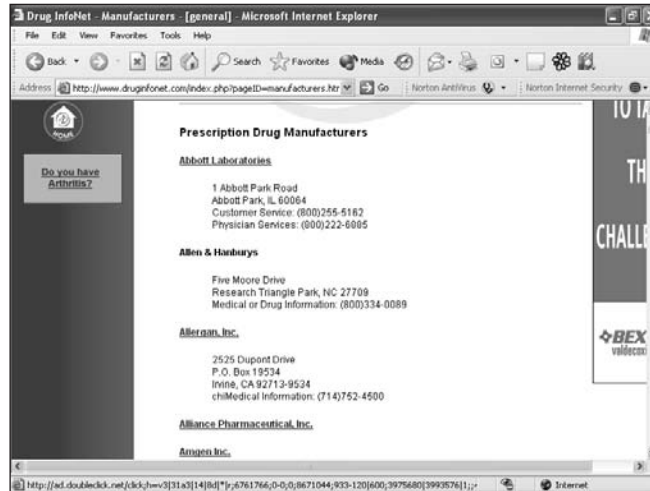 Drug InfoNet - Manufacturers - [general] - Microsoft Internet Explorer
File Edit View Favorites Tools Help
Back Search Favorites Media
Address http://www.druginfonet.com/index.php?pageID=manufacturers.htm Go Norton AntiVirus Norton Internet Security
Do you have
Arthritis?
Prescription Drug Manufacturers
Abbott Laboratories
1 Abbott Park Road
Abbott Park, IL 60064
Customer Service: (800)255-5162
Physician Services: (800)222-6885
Allen & Hanburys
Five Moore Drive
Research Triangle Park, NC 27709
Medical or Drug Information: (800)334-0089
Allergan, Inc.
2525 Dupont Drive
P.O. Box 19534
Irvine, CA 92713-9534
chiMedical Information: (714)752-4500
Alliance Pharmaceutical, Inc.
Amgen Inc.
TO TA
TH
CHALLE
BEX
valdecoxi
http://ad.doubleclick.net/click;h=v3|31a3|14|8d|*|r;6761766;0-0;0;8671044;933-120|600;3975680|3993576|1;;
Internet